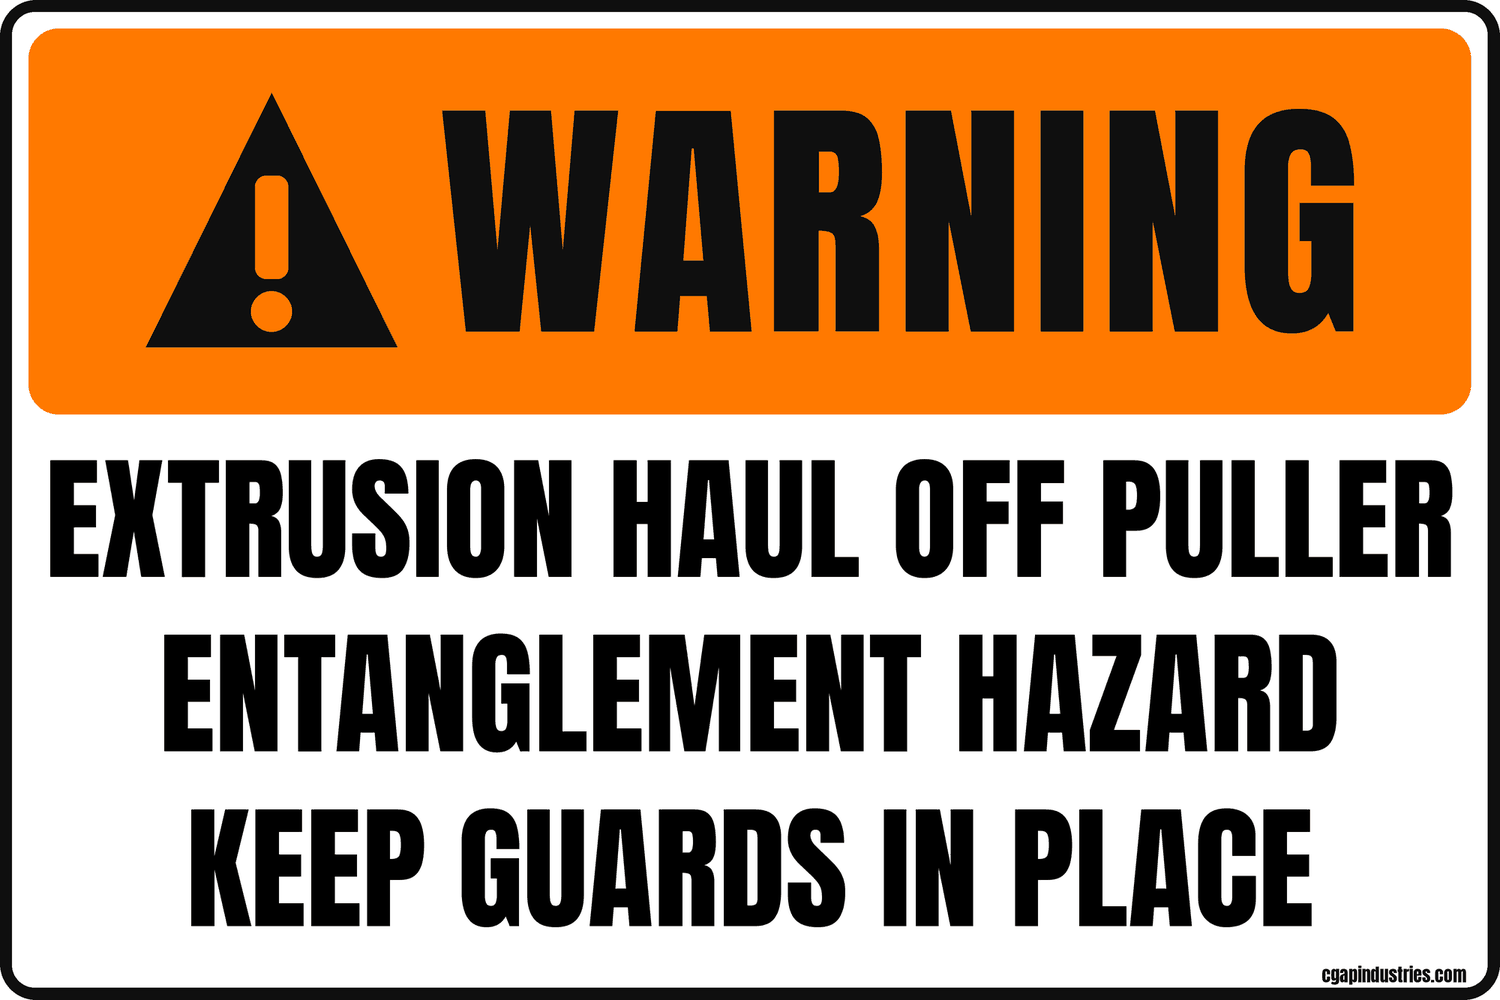 WARNING
EXTRUSION HAUL OFF PULLER
ENTANGLEMENT HAZARD
KEEP GUARDS IN PLACE
cgapindustries.com